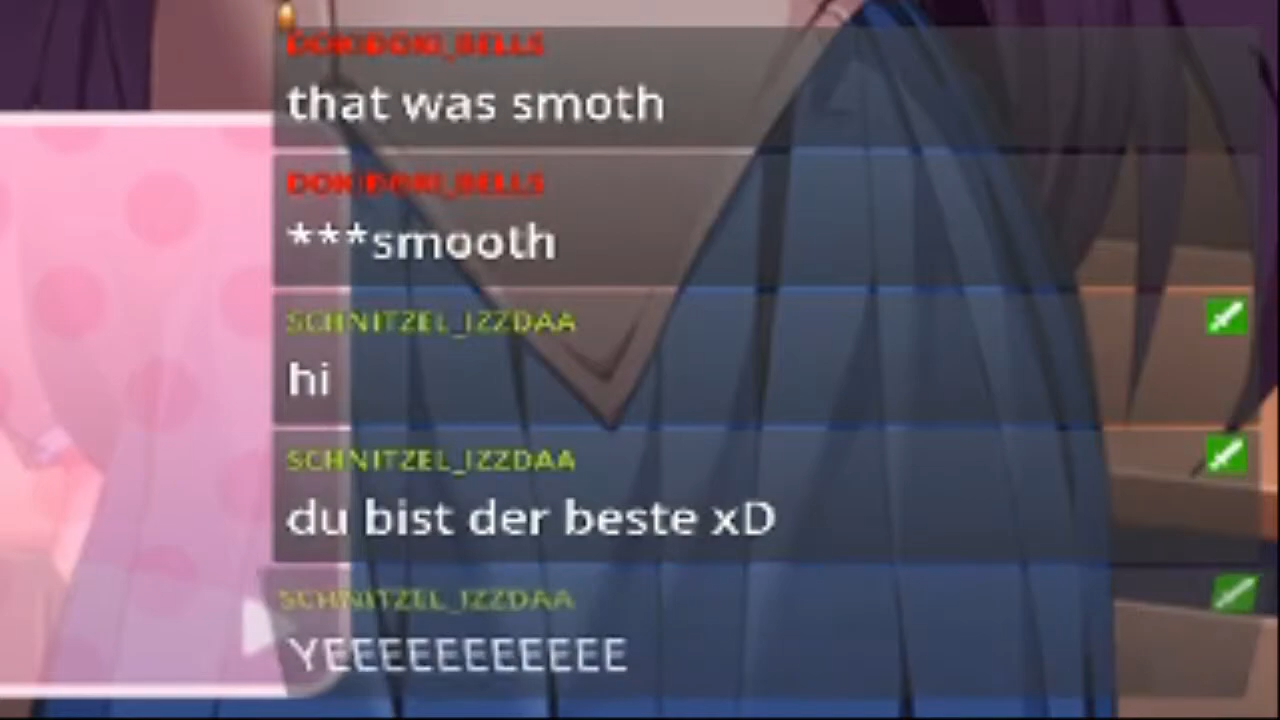 DOKIDOKI_BELLS
that was smoth
DOKIDOKI_BELLS
***smooth
SCHNITZEL_IZZDAA
hi
SCHNITZEL_IZZDAA
du bist der beste xD
SCHNITZEL_IZZDAA
YEEEEEEEEEEE